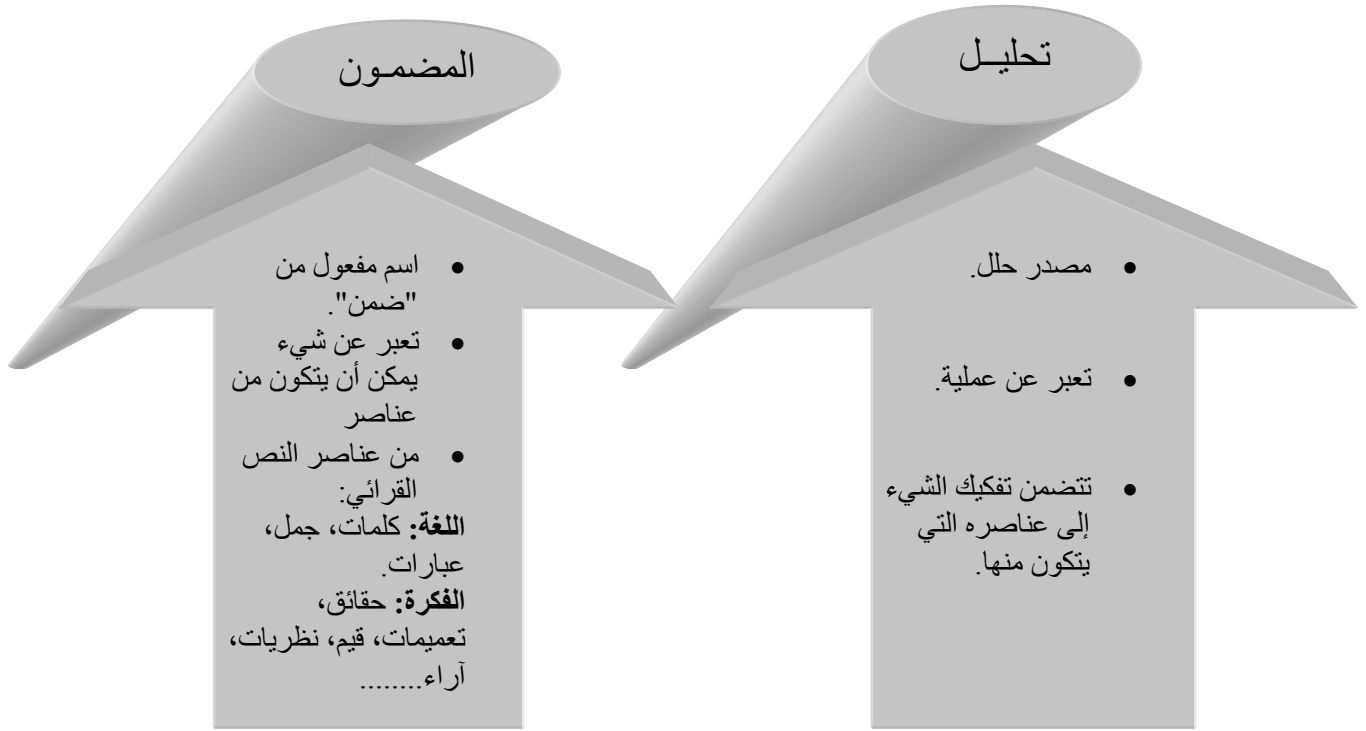 تحليــل
• مصدر حلل.
• تعبر عن عملية.
• تتضمن تفكيك الشيء
إلى عناصره التي
يتكون منها.
المضمـون
• اسم مفعول من
"ضمن".
• تعبر عن شيء
يمكن أن يتكون من
عناصر
• من عناصر النص
القرائي:
اللغة: كلمات، جمل،
عبارات.
الفكرة: حقائق،
تعميمات، قيم، نظريات،
آراء........